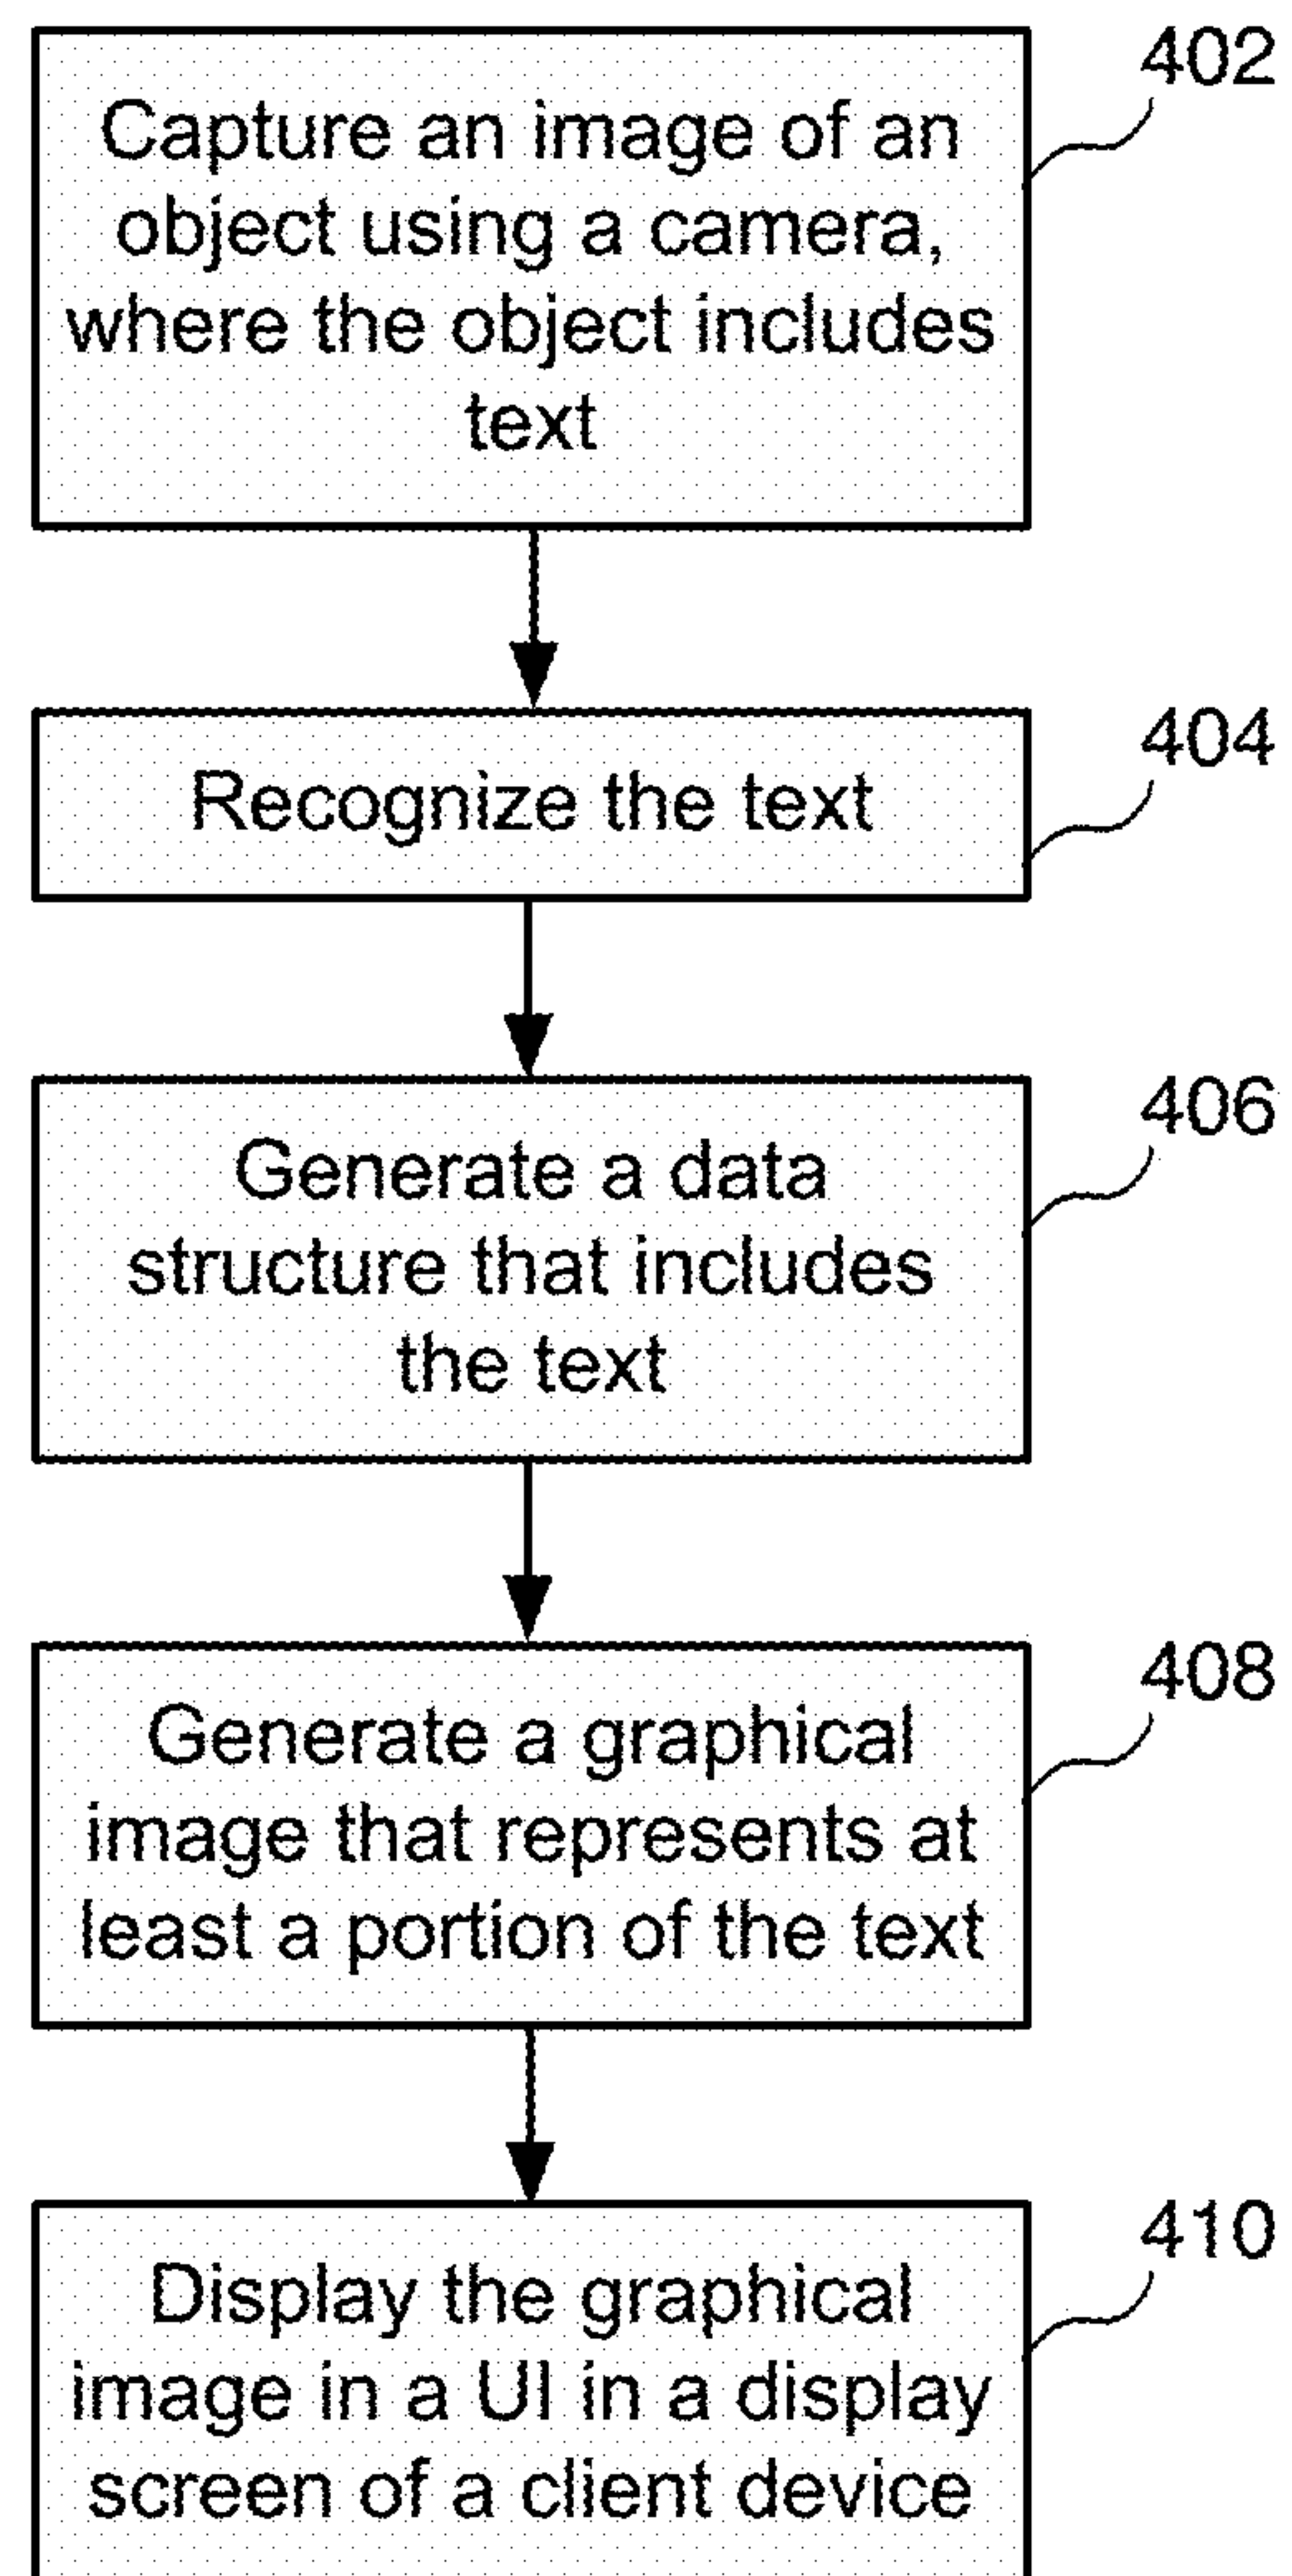 402
Capture an image of an
object using a camera,
where the object includes
text
404
Recognize the text
406
Generate a data
structure that includes
the text
408
Generate a graphical
image that represents at
least a portion of the text
410
Display the graphical
image in a UI in a display
screen of a client device